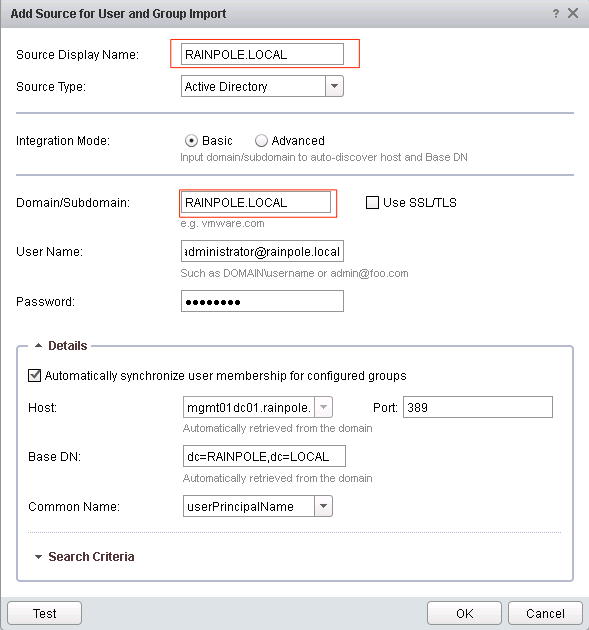 Add Source for User and Group Import ?
Source Display Name: RAINPOLE.LOCAL
Source Type: Active Directory
Integration Mode: Basic Advanced
Input domain/subdomain to auto-discover host and Base DN
Domain/Subdomain: RAINPOLE.LOCAL Use SSL/TLS
e.g. vmware.com
User Name: administrator@rainpole.local
Such as DOMAIN\username or admin@foo.com
Password: ●●●●●●●●
Details
Automatically synchronize user membership for configured groups
Host: mgmt01dc01.rainpole. Port: 389
Automatically retrieved from the domain
Base DN: dc=RAINPOLE,dc=LOCAL
Automatically retrieved from the domain
Common Name: userPrincipalName
Search Criteria
Test OK Cancel